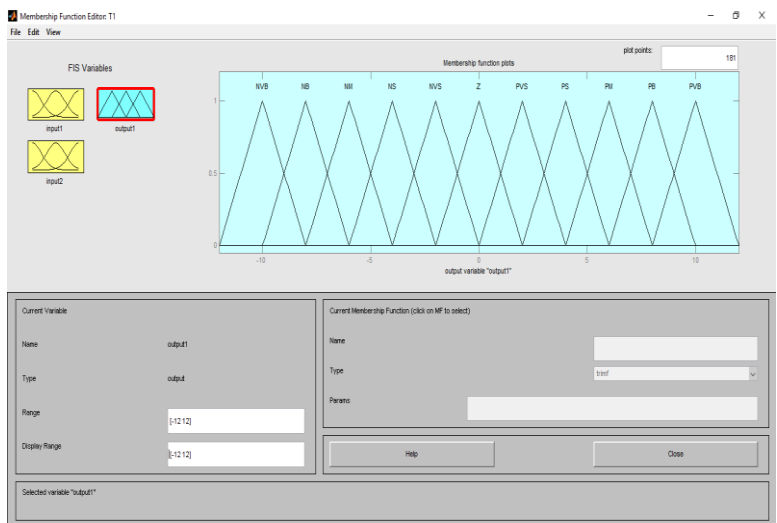 Membership Function Editor: T1
File Edit View
FIS Variables
input1
output1
input2
plot points:
181
Membership function plots
NVB NB NM NS NVS Z PVS PS PM PB PVB
1
0.5
0
-10 -5 0 5 10
output variable "output1"
Current Variable
Name output1
Type output
Range [-12 12]
Display Range [-12 12]
Current Membership Function (click on MF to select)
Name
Type trimf
Params
Help Close
Selected variable "output1"